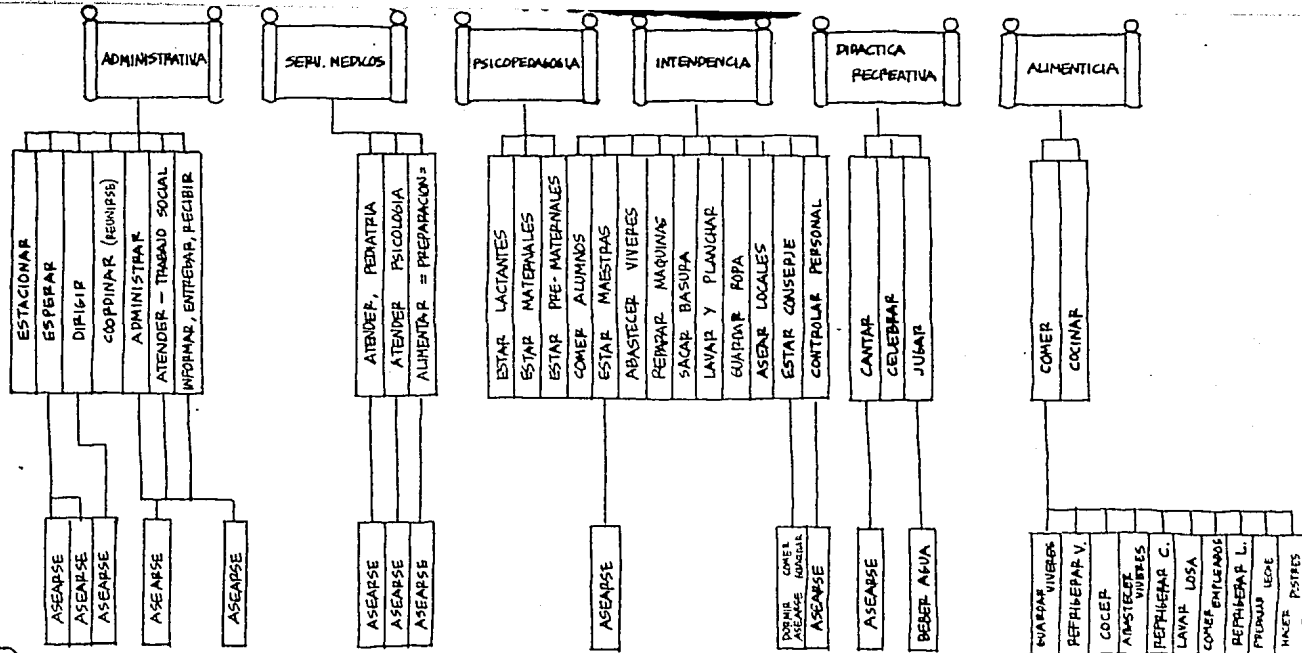 ADMINISTRATIVA
SERV. MEDICOS
PSICOPEDAGOGIA
INTENDENCIA
DIDACTICA
RECREATIVA
ALIMENTICIA
ESTACIONAR
ESPERAR
DIRIGIR
COORDINAR (REUNIRSE)
ADMINISTRAR
ATENDER - TRABAJO SOCIAL
INFORMAR, ENTREGAR, RECIBIR
ATENDER, PEDIATRIA
ATENDER PSICOLOGIA
ALIMENTAR = PREPARACION=
ESTAR LACTANTES
ESTAR MATERNALES
ESTAR PRE-MATERNALES
COMER ALUMNOS
ESTAR MAESTRAS
ABASTECER VIVERES
REPARAR MAQUINAS
SACAR BASURA
LAVAR Y PLANCHAR
GUARDAR ROPA
ASEAR LOCALES
ESTAR CONSERJE
CONTROLAR PERSONAL
CANTAR
CELEBRAR
JUGAR
COMER
COCINAR
ASEARSE
ASEARSE
ASEARSE
ASEARSE
ASEARSE
ASEARSE
ASEARSE
ASEARSE
ASEARSE
DORMIR COMER
ASEARSE GUARDAR
ASEARSE
ASEARSE
BEBER AGUA
GUARDAR VIVERES
REFRIGERAR V.
COCER
ABASTECER
VIVERES
REFRIGERAR C.
LAVAR LOSA
COMER EMPLEADOS
REFRIGERAR L.
PREPARAR LECHE
HACER POSTRES